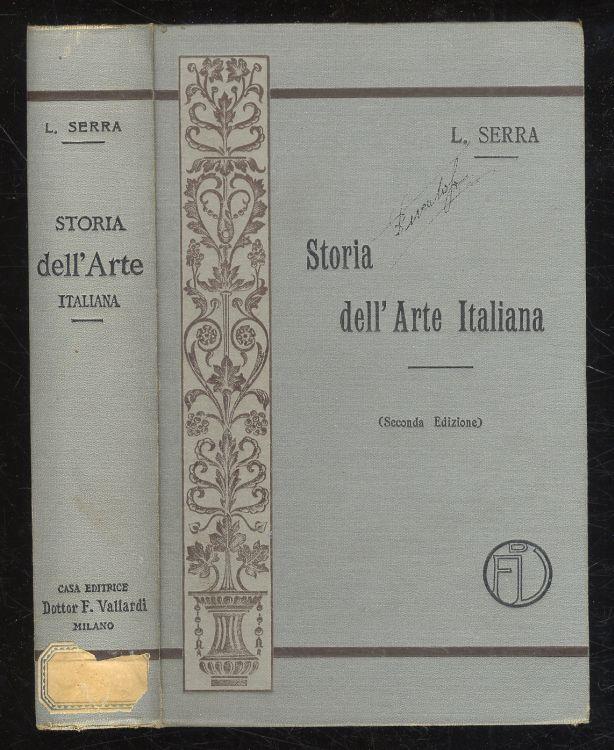 L. SERRA
STORIA
dell'Arte
ITALIANA
CASA EDITRICE
Dottor F. Vallardi
MILANO
L. SERRA
Storia
dell'Arte Italiana
(Seconda Edizione)